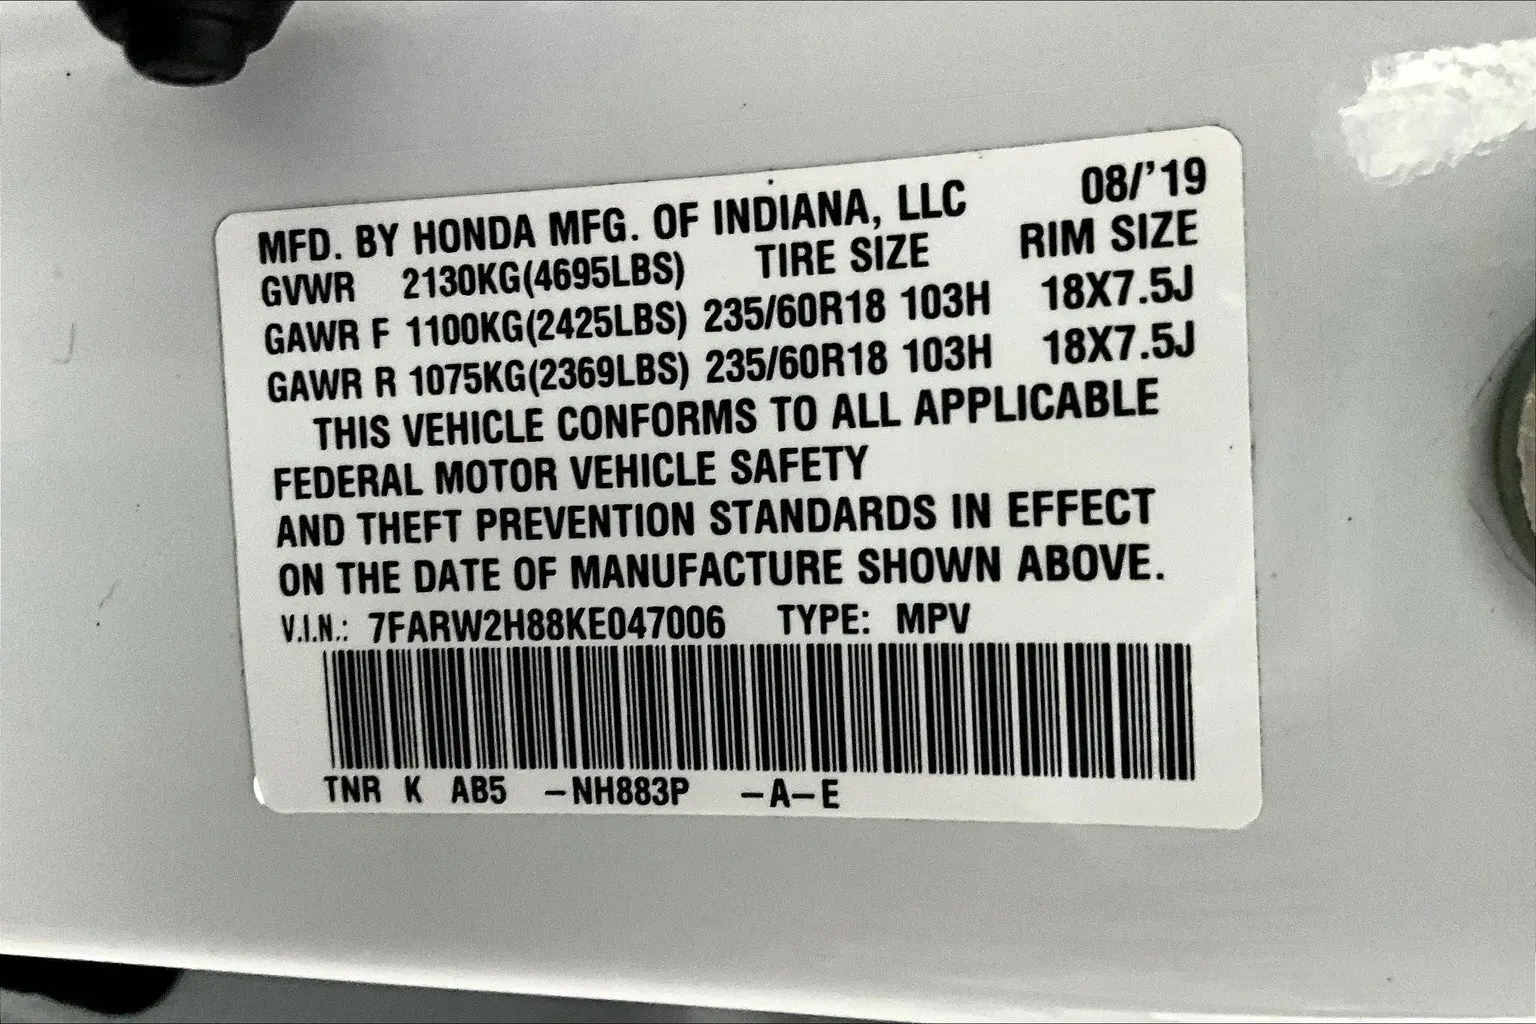 MFD. BY HONDA MFG. OF INDIANA, LLC 08/'19
GVWR 2130KG(4695LBS) TIRE SIZE RIM SIZE
GAWR F 1100KG(2425LBS) 235/60R18 103H 18X7.5J
GAWR R 1075KG(2369LBS) 235/60R18 103H 18X7.5J
THIS VEHICLE CONFORMS TO ALL APPLICABLE
FEDERAL MOTOR VEHICLE SAFETY
AND THEFT PREVENTION STANDARDS IN EFFECT
ON THE DATE OF MANUFACTURE SHOWN ABOVE.
V.I.N.: 7FARW2H88KE047006 TYPE: MPV
TNR K AB5 -NH883P -A-E